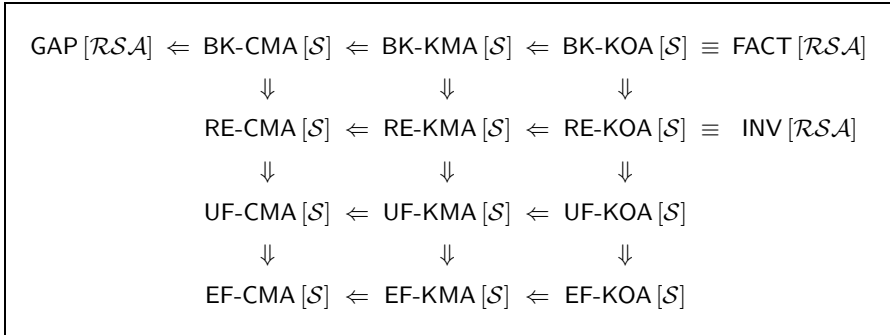 GAP [RSA] ⇐ BK-CMA [S] ⇐ BK-KMA [S] ⇐ BK-KOA [S] ≡ FACT [RSA]
⇓ ⇓ ⇓
RE-CMA [S] ⇐ RE-KMA [S] ⇐ RE-KOA [S] ≡ INV [RSA]
⇓ ⇓ ⇓
UF-CMA [S] ⇐ UF-KMA [S] ⇐ UF-KOA [S]
⇓ ⇓ ⇓
EF-CMA [S] ⇐ EF-KMA [S] ⇐ EF-KOA [S]